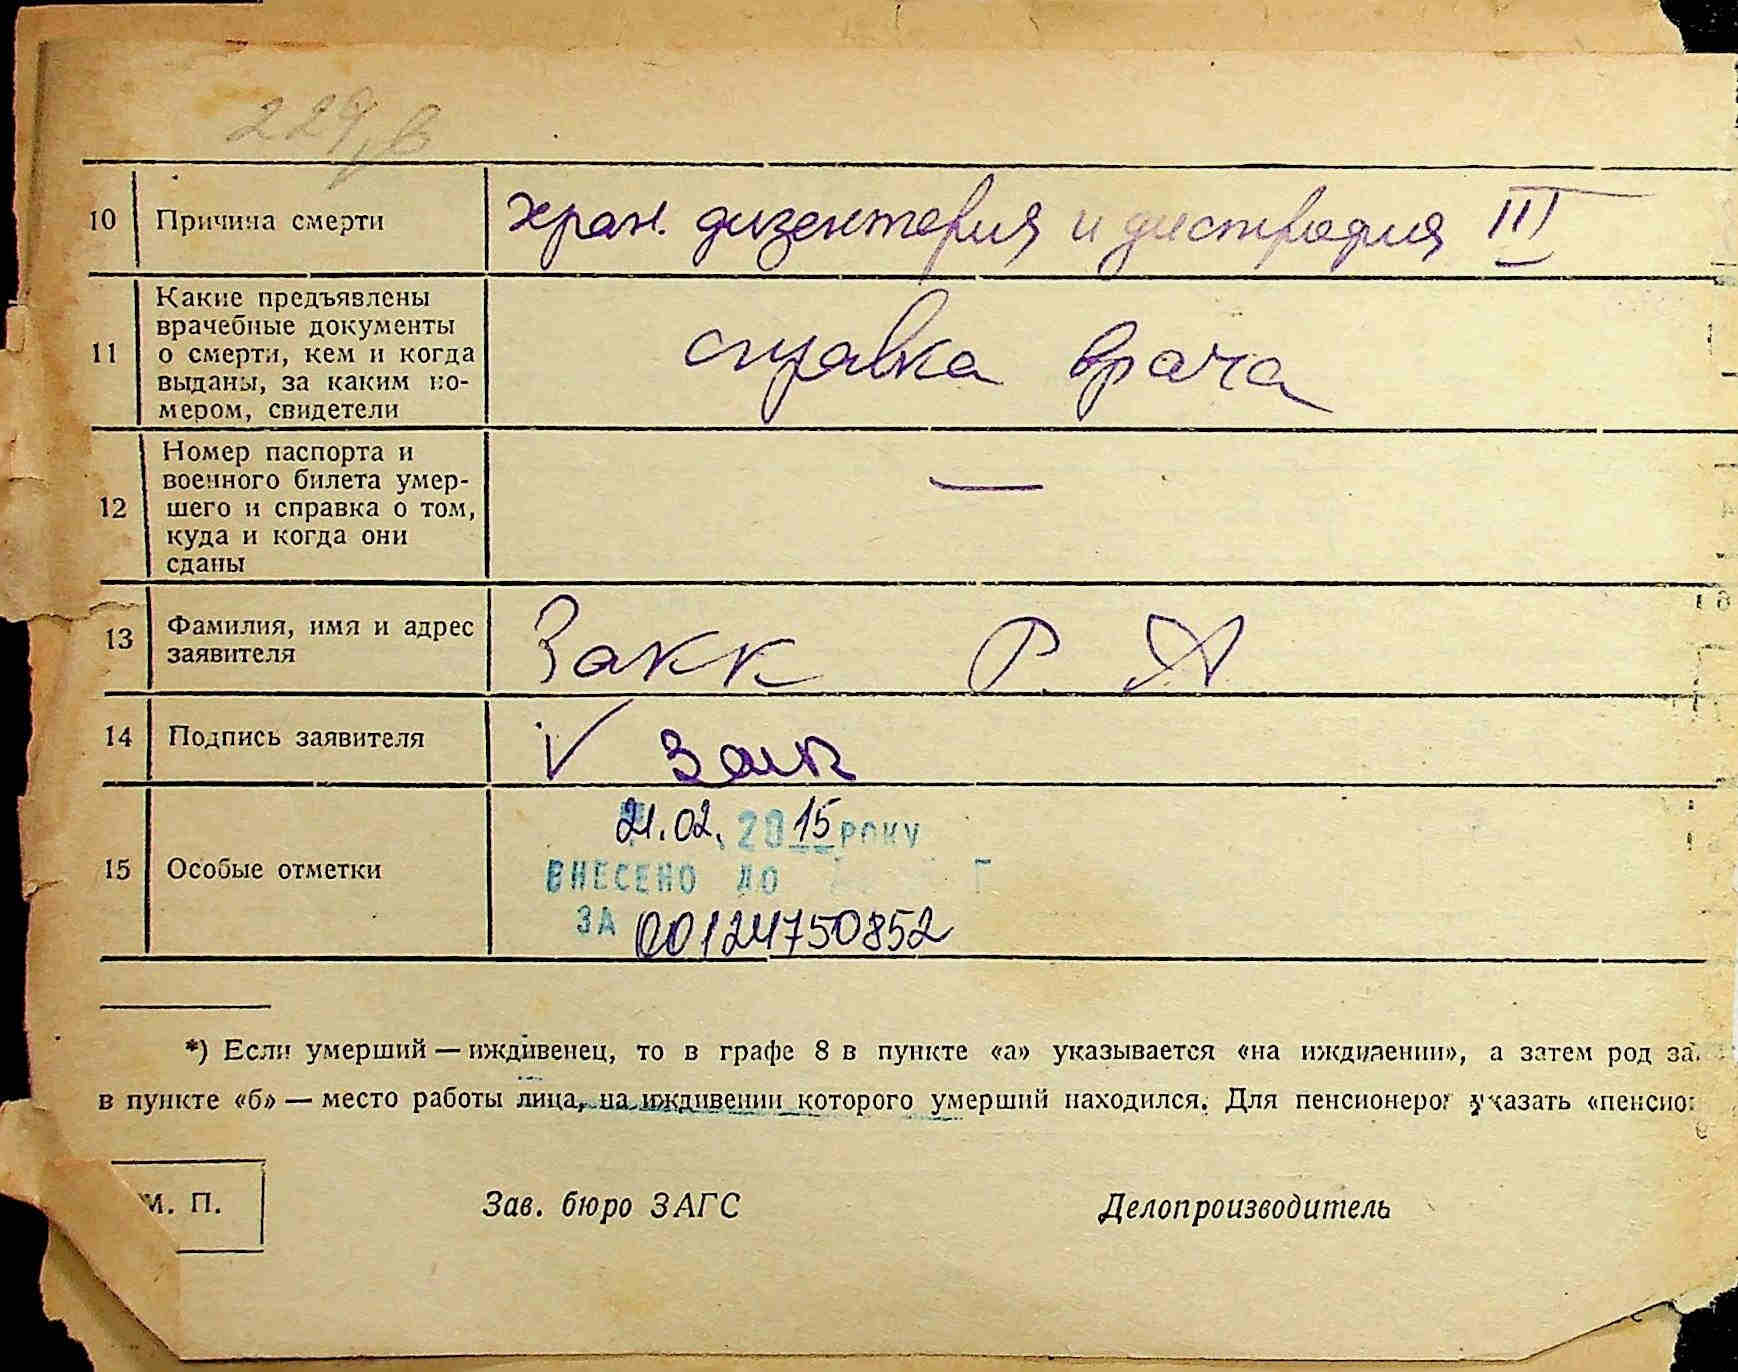 10 Причина смерти хрон. дизентерия и дистрофия III
Какие предъявлены
врачебные документы
11 о смерти, кем и когда справка врача
выданы, за каким но-
мером, свидетели
Номер паспорта и
военного билета умер- —
12 шего и справка о том,
куда и когда они
сданы
13 Фамилия, имя и адрес Закк Р. А
заявителя
14 Подпись заявителя V Закк
21.02. 2015 РОКУ
15 Особые отметки ВНЕСЕНО ДО
ЗА 00124750852
*) Если умерший — иждивенец, то в графе 8 в пункте «а» указывается «на иждивении», а затем род за
в пункте «б» — место работы лица, на иждивении которого умерший находился. Для пенсионеров указать «пенсио
М. П. Зав. бюро ЗАГС Делопроизводитель